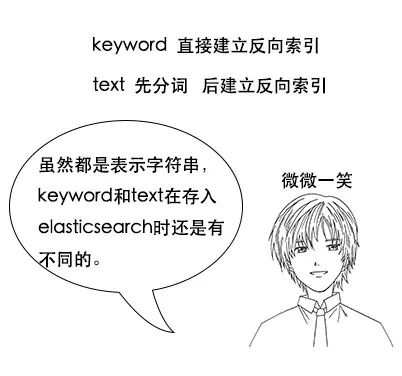 keyword 直接建立反向索引
text 先分词 后建立反向索引
虽然都是表示字符串，
keyword和text在存入
elasticsearch时还是有
不同的。
微微一笑